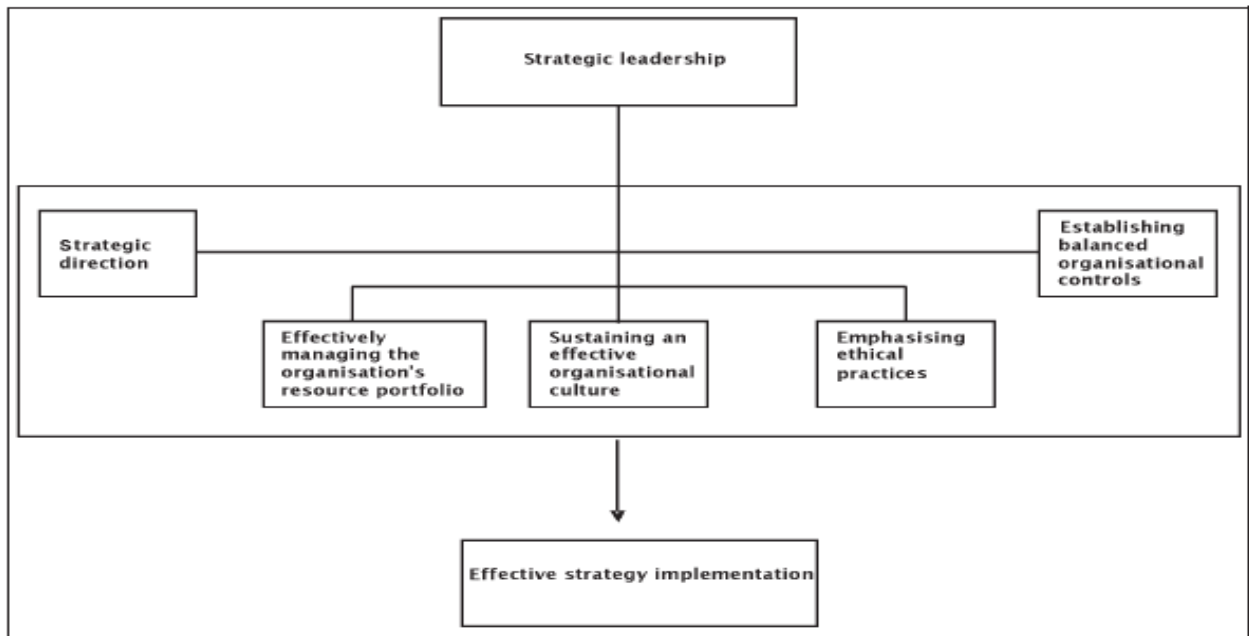 Strategic leadership
Strategic
direction
Establishing
balanced
organisational
controls
Effectively
managing the
organisation's
resource portfolio
Sustaining an
effective
organisational
culture
Emphasising
ethical
practices
Effective strategy implementation